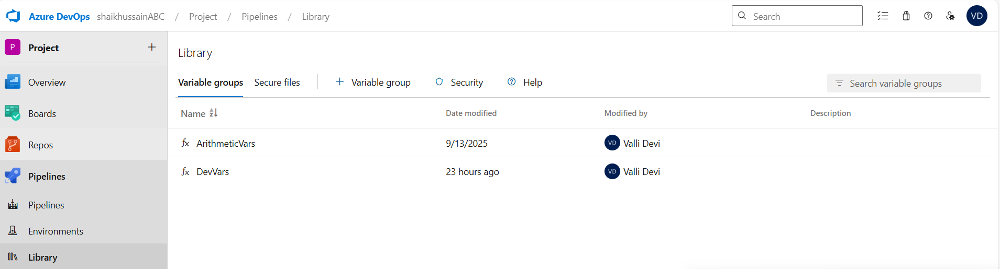 Azure DevOps shaikhussainABC / Project / Pipelines / Library Search VD
P Project +
Overview
Boards
Repos
Pipelines
Pipelines
Environments
Library
Library
Variable groups Secure files + Variable group Security Help Search variable groups
Name Date modified Modified by Description
fx ArithmeticVars 9/13/2025 VD Valli Devi
fx DevVars 23 hours ago VD Valli Devi